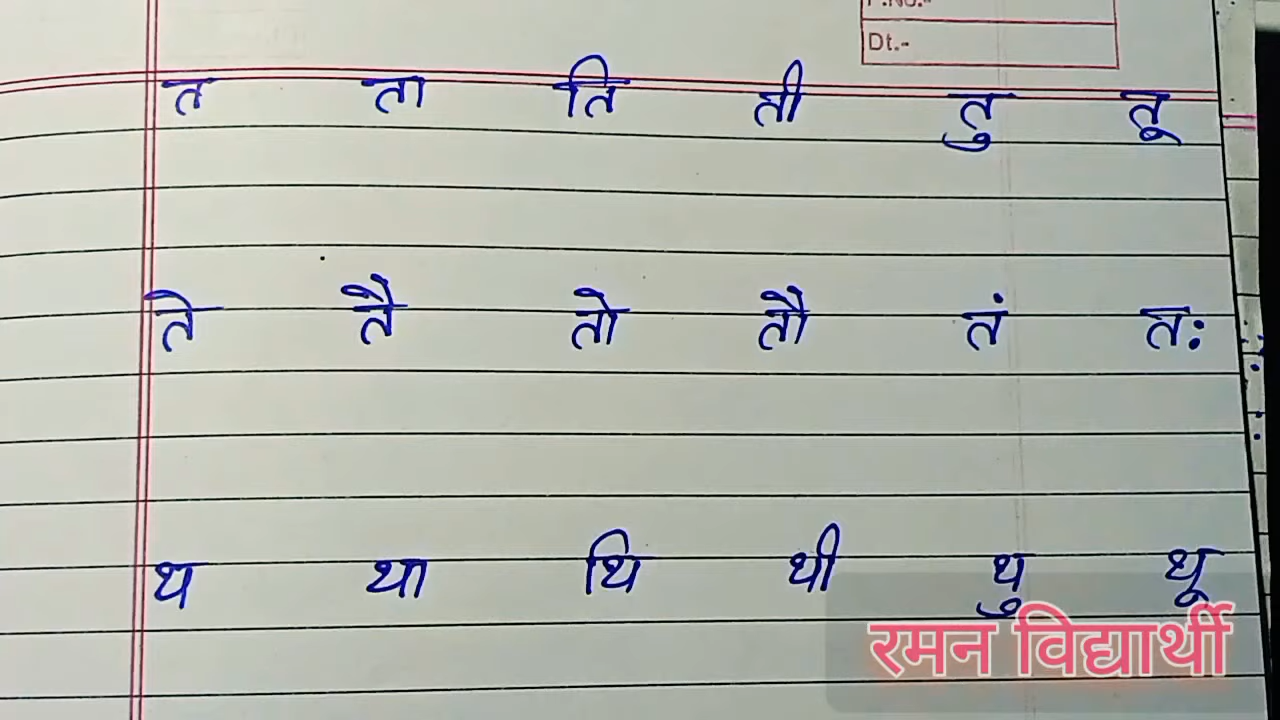 Dt.-
त ता ति ती तु तू
ते तै तो तौ तं तः
थ था थि थी थु थू
रमन विद्यार्थी